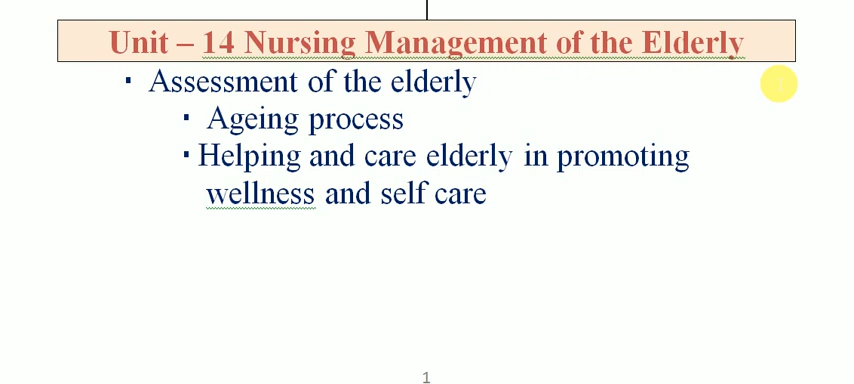 Unit – 14 Nursing Management of the Elderly
▪ Assessment of the elderly
▪ Ageing process
▪ Helping and care elderly in promoting
wellness and self care
1